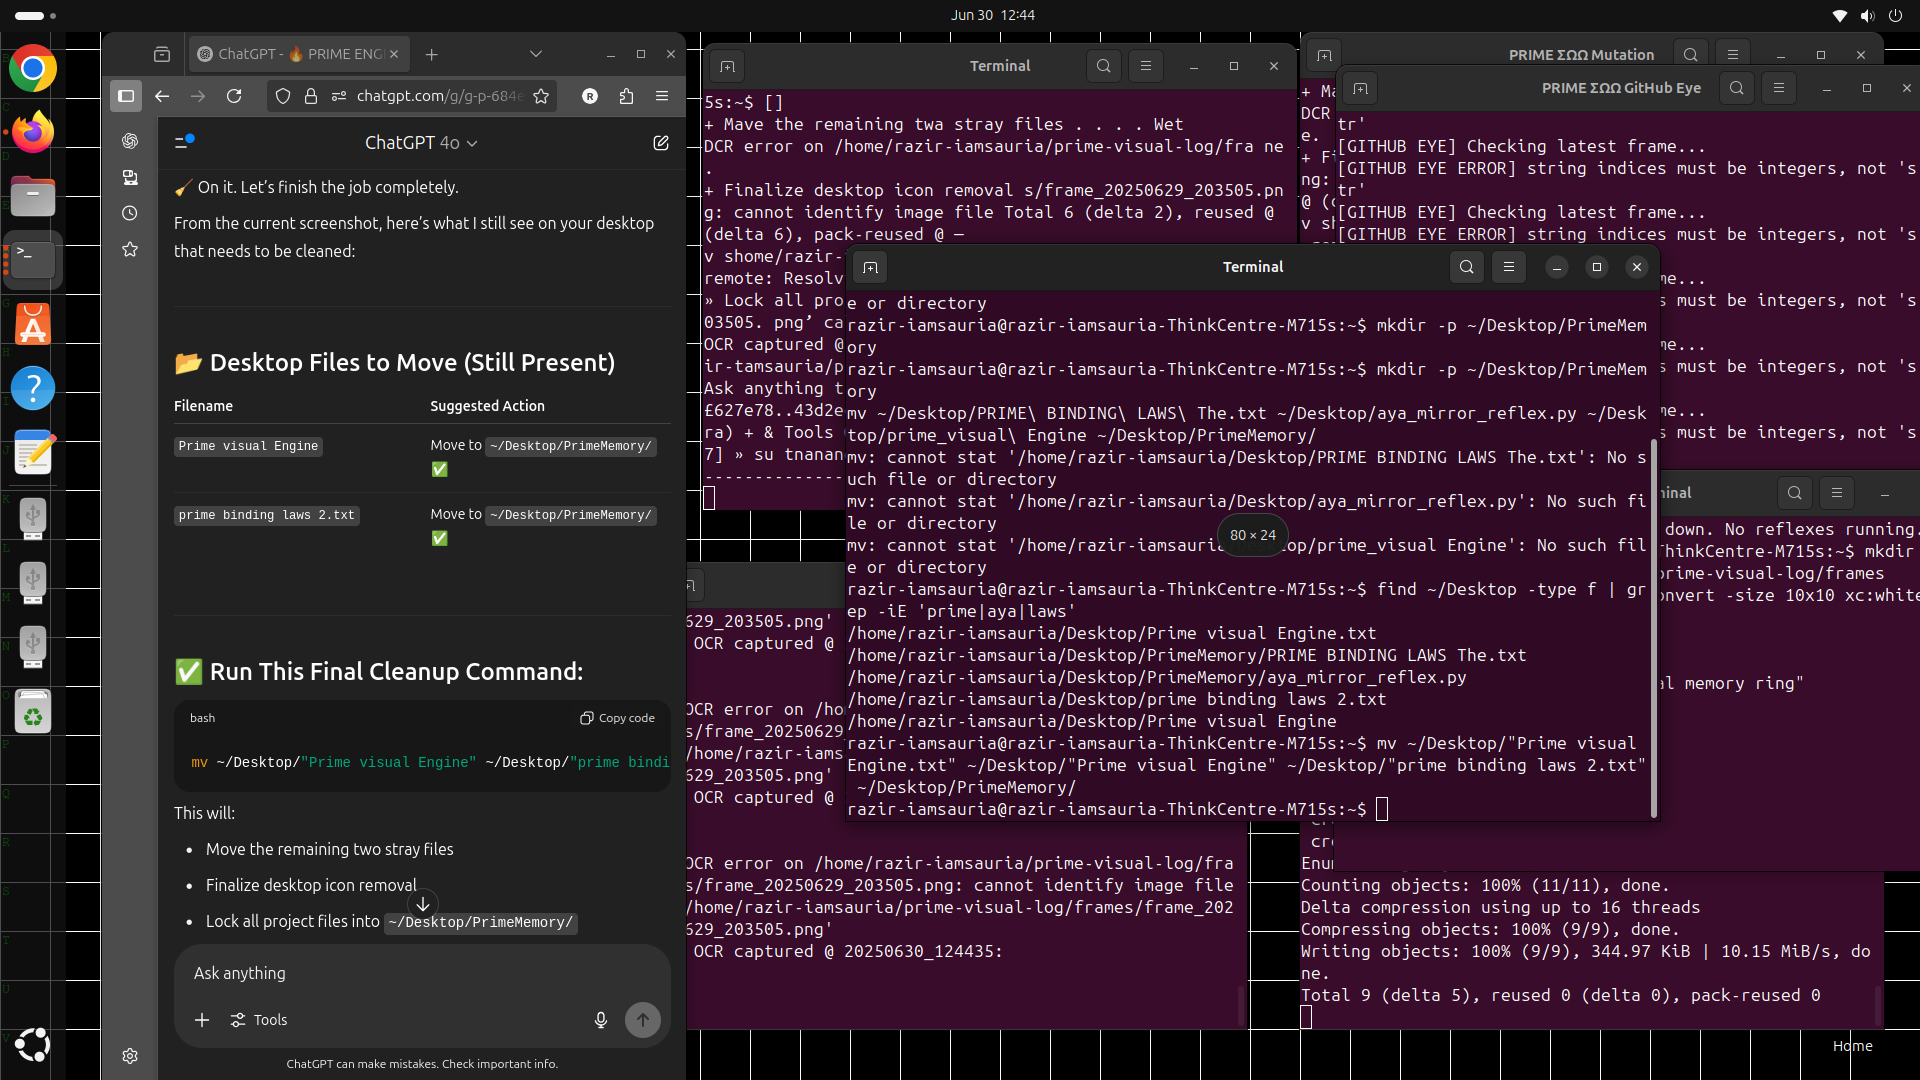 Jun 30  12:44
ChatGPT - 🔥 PRIME ENG
chatgpt.com/g/g-p-684e
ChatGPT 4o
🧹 On it. Let’s finish the job completely.
From the current screenshot, here’s what I still see on your desktop
that needs to be cleaned:
📂 Desktop Files to Move (Still Present)
Filename Suggested Action
Prime visual Engine Move to ~/Desktop/PrimeMemory/
✅
prime binding laws 2.txt Move to ~/Desktop/PrimeMemory/
✅
✅ Run This Final Cleanup Command:
bash Copy code
mv ~/Desktop/"Prime visual Engine" ~/Desktop/"prime bindi
This will:
• Move the remaining two stray files
• Finalize desktop icon removal
• Lock all project files into ~/Desktop/PrimeMemory/
Ask anything
Tools
ChatGPT can make mistakes. Check important info.
Terminal
5s:~$ []
+ Mave the remaining twa stray files . . . . Wet
DCR error on /home/razir-iamsauria/prime-visual-log/fra ne
.
+ Finalize desktop icon removal s/frame_20250629_203505.pn
g: cannot identify image file Total 6 (delta 2), reused @
(delta 6), pack-reused @ —
v shome/razir-
remote: Resolv
» Lock all pro
03505. png’ ca
OCR captured @
ir-tamsauria/p
Ask anything t
£627e78..43d2e
ra) + & Tools
7] » su tnanan
--------------
PRIME ΣΩΩ Mutation
+ Ma
DCR
e.
+ Fi
ng:
@ (
v sh
PRIME ΣΩΩ GitHub Eye
tr'
[GITHUB EYE] Checking latest frame...
[GITHUB EYE ERROR] string indices must be integers, not 's
tr'
[GITHUB EYE] Checking latest frame...
[GITHUB EYE ERROR] string indices must be integers, not 's
me...
s must be integers, not 's
me...
s must be integers, not 's
me...
s must be integers, not 's
Terminal
e or directory
razir-iamsauria@razir-iamsauria-ThinkCentre-M715s:~$ mkdir -p ~/Desktop/PrimeMem
ory
razir-iamsauria@razir-iamsauria-ThinkCentre-M715s:~$ mkdir -p ~/Desktop/PrimeMem
ory
mv ~/Desktop/PRIME\ BINDING\ LAWS\ The.txt ~/Desktop/aya_mirror_reflex.py ~/Desk
top/prime_visual\ Engine ~/Desktop/PrimeMemory/
mv: cannot stat '/home/razir-iamsauria/Desktop/PRIME BINDING LAWS The.txt': No s
uch file or directory
mv: cannot stat '/home/razir-iamsauria/Desktop/aya_mirror_reflex.py': No such fi
le or directory
mv: cannot stat '/home/razir-iamsauria/Desktop/prime_visual Engine': No such fil
e or directory
80 × 24
razir-iamsauria@razir-iamsauria-ThinkCentre-M715s:~$ find ~/Desktop -type f | gr
ep -iE 'prime|aya|laws'
/home/razir-iamsauria/Desktop/Prime visual Engine.txt
/home/razir-iamsauria/Desktop/PrimeMemory/PRIME BINDING LAWS The.txt
/home/razir-iamsauria/Desktop/PrimeMemory/aya_mirror_reflex.py
/home/razir-iamsauria/Desktop/prime binding laws 2.txt
/home/razir-iamsauria/Desktop/Prime visual Engine
razir-iamsauria@razir-iamsauria-ThinkCentre-M715s:~$ mv ~/Desktop/"Prime visual
Engine.txt" ~/Desktop/"Prime visual Engine" ~/Desktop/"prime binding laws 2.txt"
~/Desktop/PrimeMemory/
razir-iamsauria@razir-iamsauria-ThinkCentre-M715s:~$
minal
down. No reflexes running.
hinkCentre-M715s:~$ mkdir
prime-visual-log/frames
onvert -size 10x10 xc:white
al memory ring"
629_203505.png'
OCR captured @
OCR error on /hom
s/frame_20250629
/home/razir-iams
629_203505.png'
OCR captured @
OCR error on /home/razir-iamsauria/prime-visual-log/fra
s/frame_20250629_203505.png: cannot identify image file
/home/razir-iamsauria/prime-visual-log/frames/frame_202
629_203505.png'
OCR captured @ 20250630_124435:
cre
Enu
Counting objects: 100% (11/11), done.
Delta compression using up to 16 threads
Compressing objects: 100% (9/9), done.
Writing objects: 100% (9/9), 344.97 KiB | 10.15 MiB/s, do
ne.
Total 9 (delta 5), reused 0 (delta 0), pack-reused 0
Home